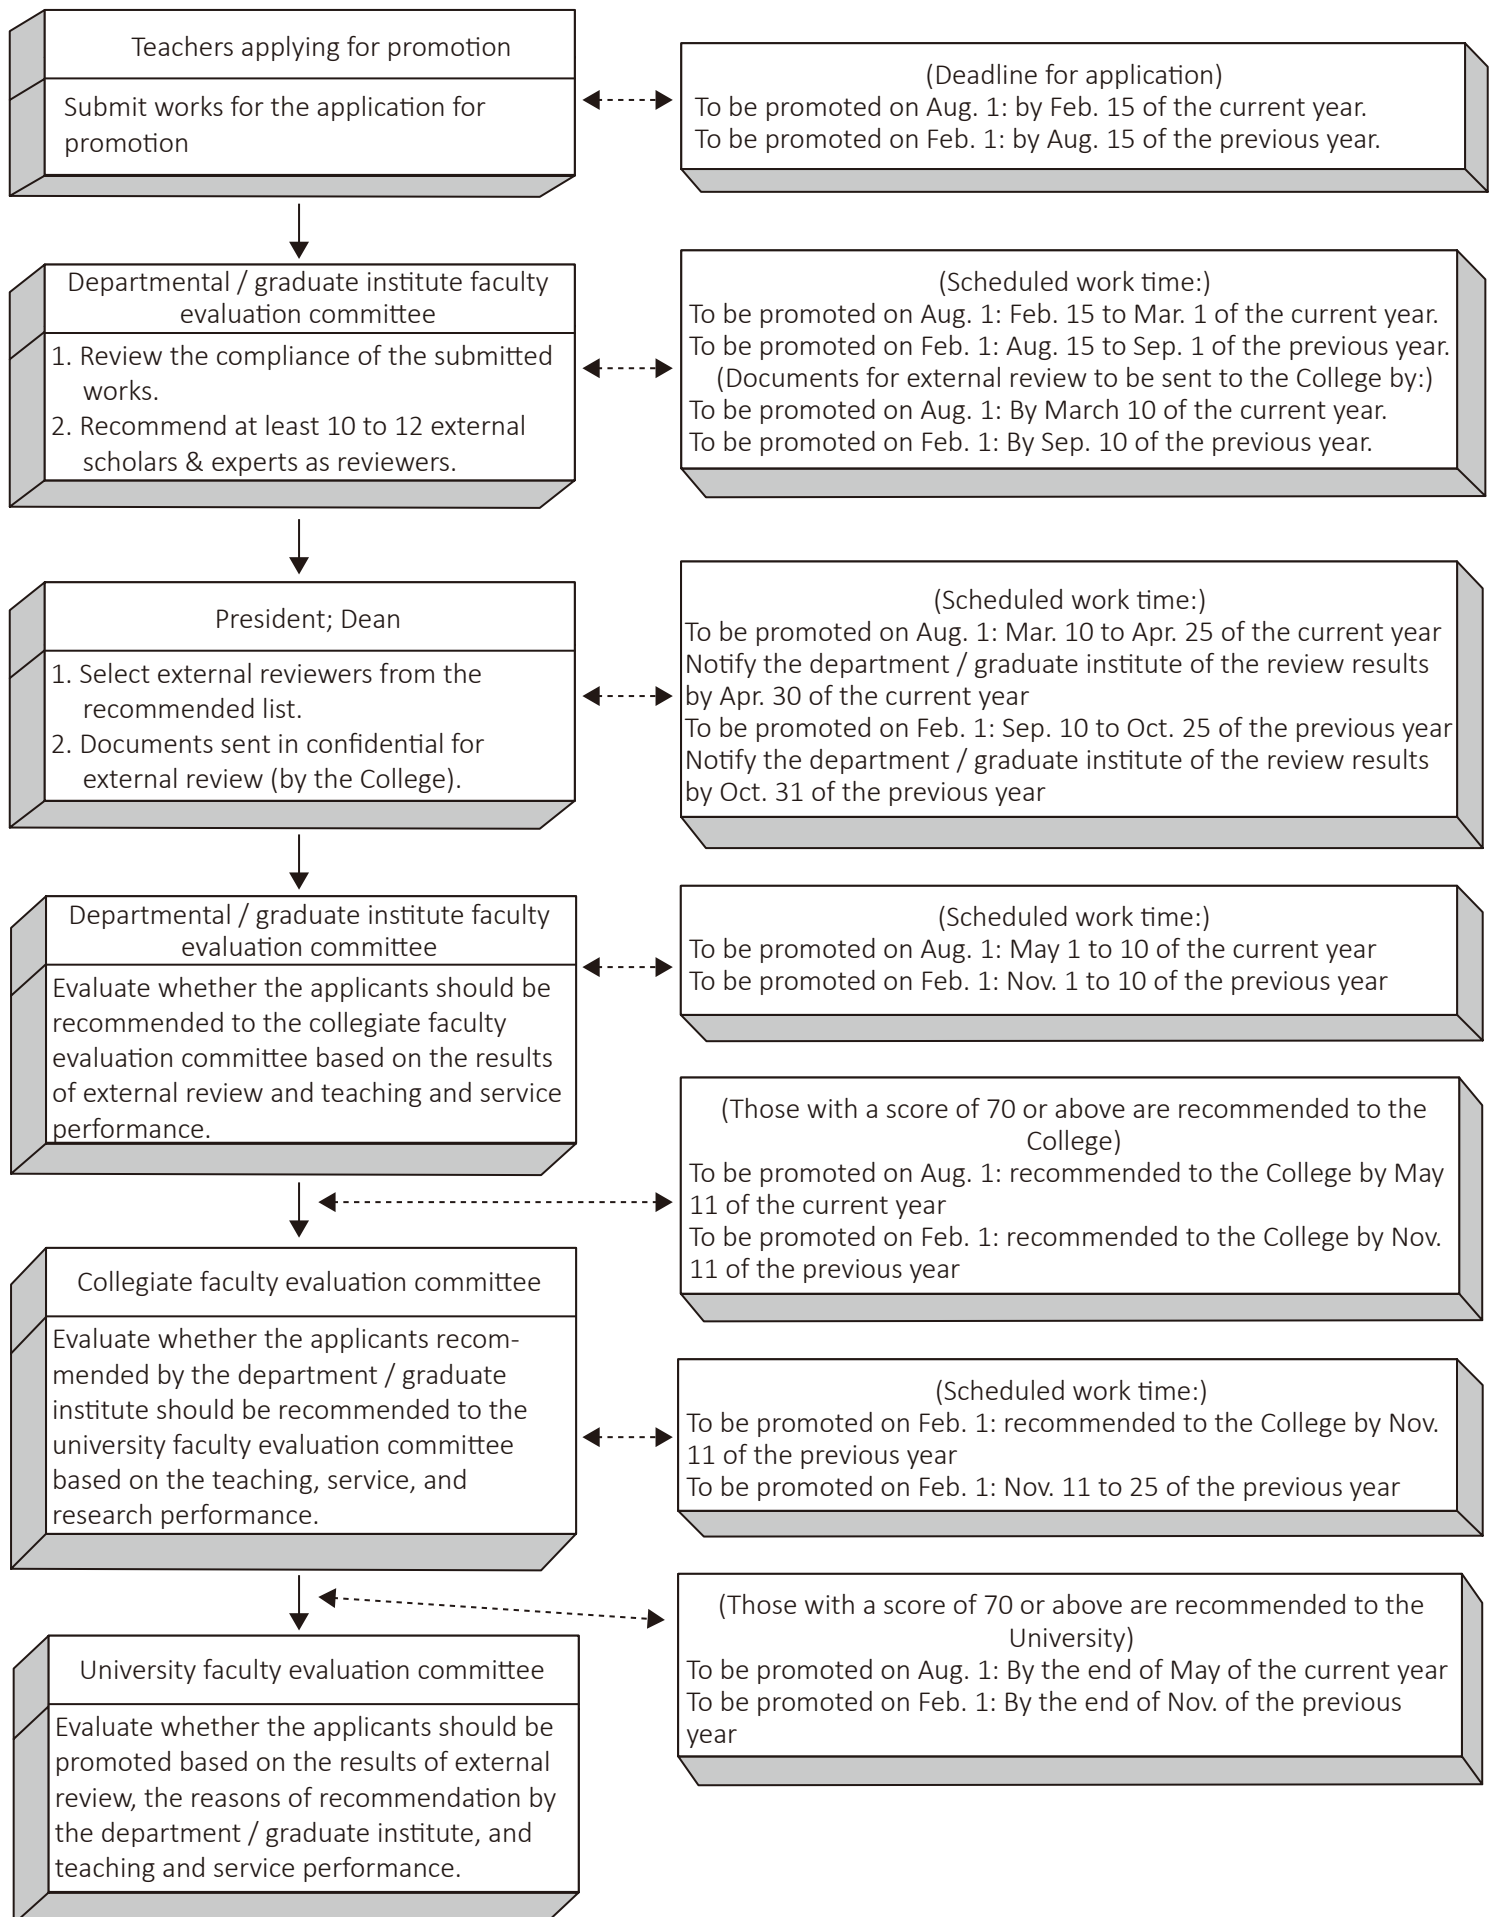 Teachers applying for promotion
Submit works for the application for
promotion
(Deadline for application)
To be promoted on Aug. 1: by Feb. 15 of the current year.
To be promoted on Feb. 1: by Aug. 15 of the previous year.
Departmental / graduate institute faculty
evaluation committee
1. Review the compliance of the submitted
works.
2. Recommend at least 10 to 12 external
scholars & experts as reviewers.
(Scheduled work time:)
To be promoted on Aug. 1: Feb. 15 to Mar. 1 of the current year.
To be promoted on Feb. 1: Aug. 15 to Sep. 1 of the previous year.
(Documents for external review to be sent to the College by:)
To be promoted on Aug. 1: By March 10 of the current year.
To be promoted on Feb. 1: By Sep. 10 of the previous year.
President; Dean
1. Select external reviewers from the
recommended list.
2. Documents sent in confidential for
external review (by the College).
(Scheduled work time:)
To be promoted on Aug. 1: Mar. 10 to Apr. 25 of the current year
Notify the department / graduate institute of the review results
by Apr. 30 of the current year
To be promoted on Feb. 1: Sep. 10 to Oct. 25 of the previous year
Notify the department / graduate institute of the review results
by Oct. 31 of the previous year
Departmental / graduate institute faculty
evaluation committee
Evaluate whether the applicants should be
recommended to the collegiate faculty
evaluation committee based on the results
of external review and teaching and service
performance.
(Scheduled work time:)
To be promoted on Aug. 1: May 1 to 10 of the current year
To be promoted on Feb. 1: Nov. 1 to 10 of the previous year
(Those with a score of 70 or above are recommended to the
College)
To be promoted on Aug. 1: recommended to the College by May
11 of the current year
To be promoted on Feb. 1: recommended to the College by Nov.
11 of the previous year
Collegiate faculty evaluation committee
Evaluate whether the applicants recom-
mended by the department / graduate
institute should be recommended to the
university faculty evaluation committee
based on the teaching, service, and
research performance.
(Scheduled work time:)
To be promoted on Feb. 1: recommended to the College by Nov.
11 of the previous year
To be promoted on Feb. 1: Nov. 11 to 25 of the previous year
(Those with a score of 70 or above are recommended to the
University)
To be promoted on Aug. 1: By the end of May of the current year
To be promoted on Feb. 1: By the end of Nov. of the previous
year
University faculty evaluation committee
Evaluate whether the applicants should be
promoted based on the results of external
review, the reasons of recommendation by
the department / graduate institute, and
teaching and service performance.